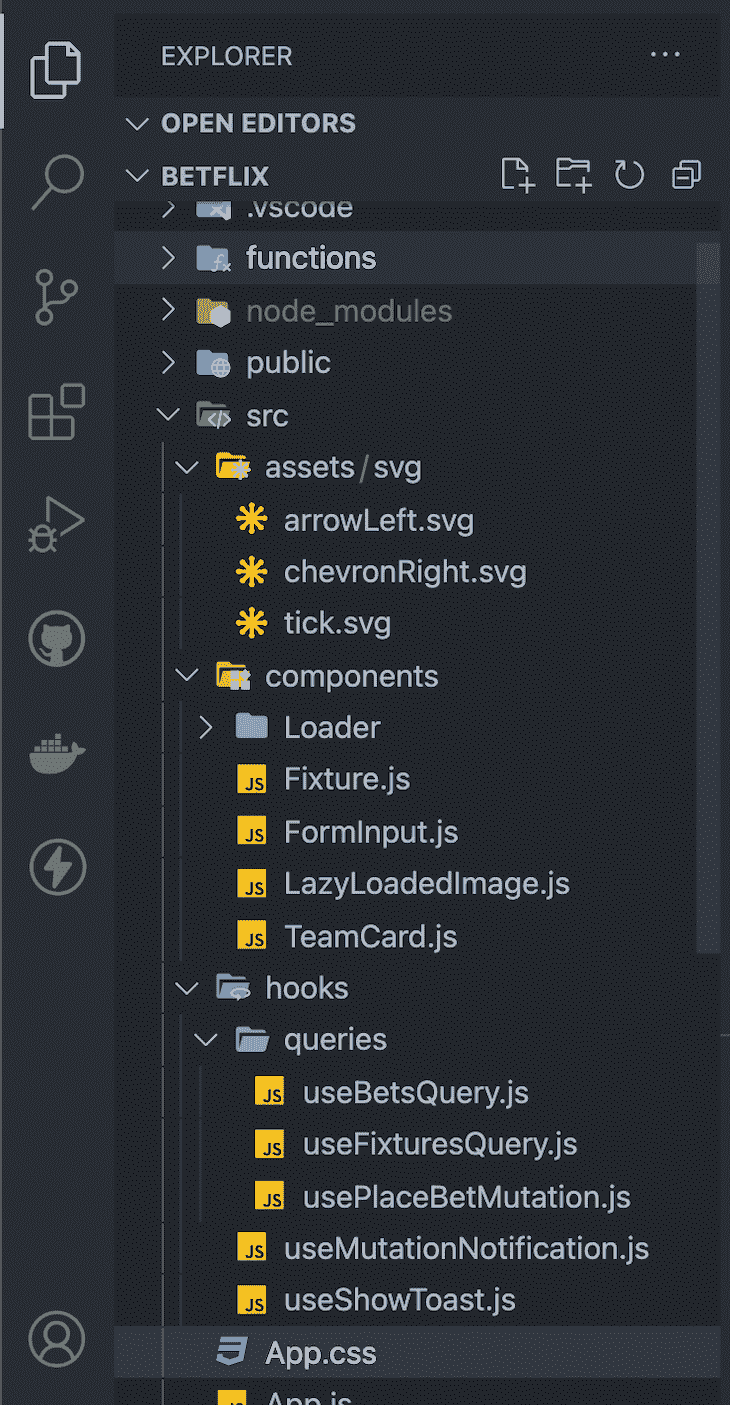 EXPLORER
OPEN EDITORS
BETFLIX
.vscode
functions
node_modules
public
src
assets/svg
arrowLeft.svg
chevronRight.svg
tick.svg
components
Loader
JS Fixture.js
JS FormInput.js
JS LazyLoadedImage.js
JS TeamCard.js
hooks
queries
JS useBetsQuery.js
JS useFixturesQuery.js
JS usePlaceBetMutation.js
JS useMutationNotification.js
JS useShowToast.js
App.css
App.js